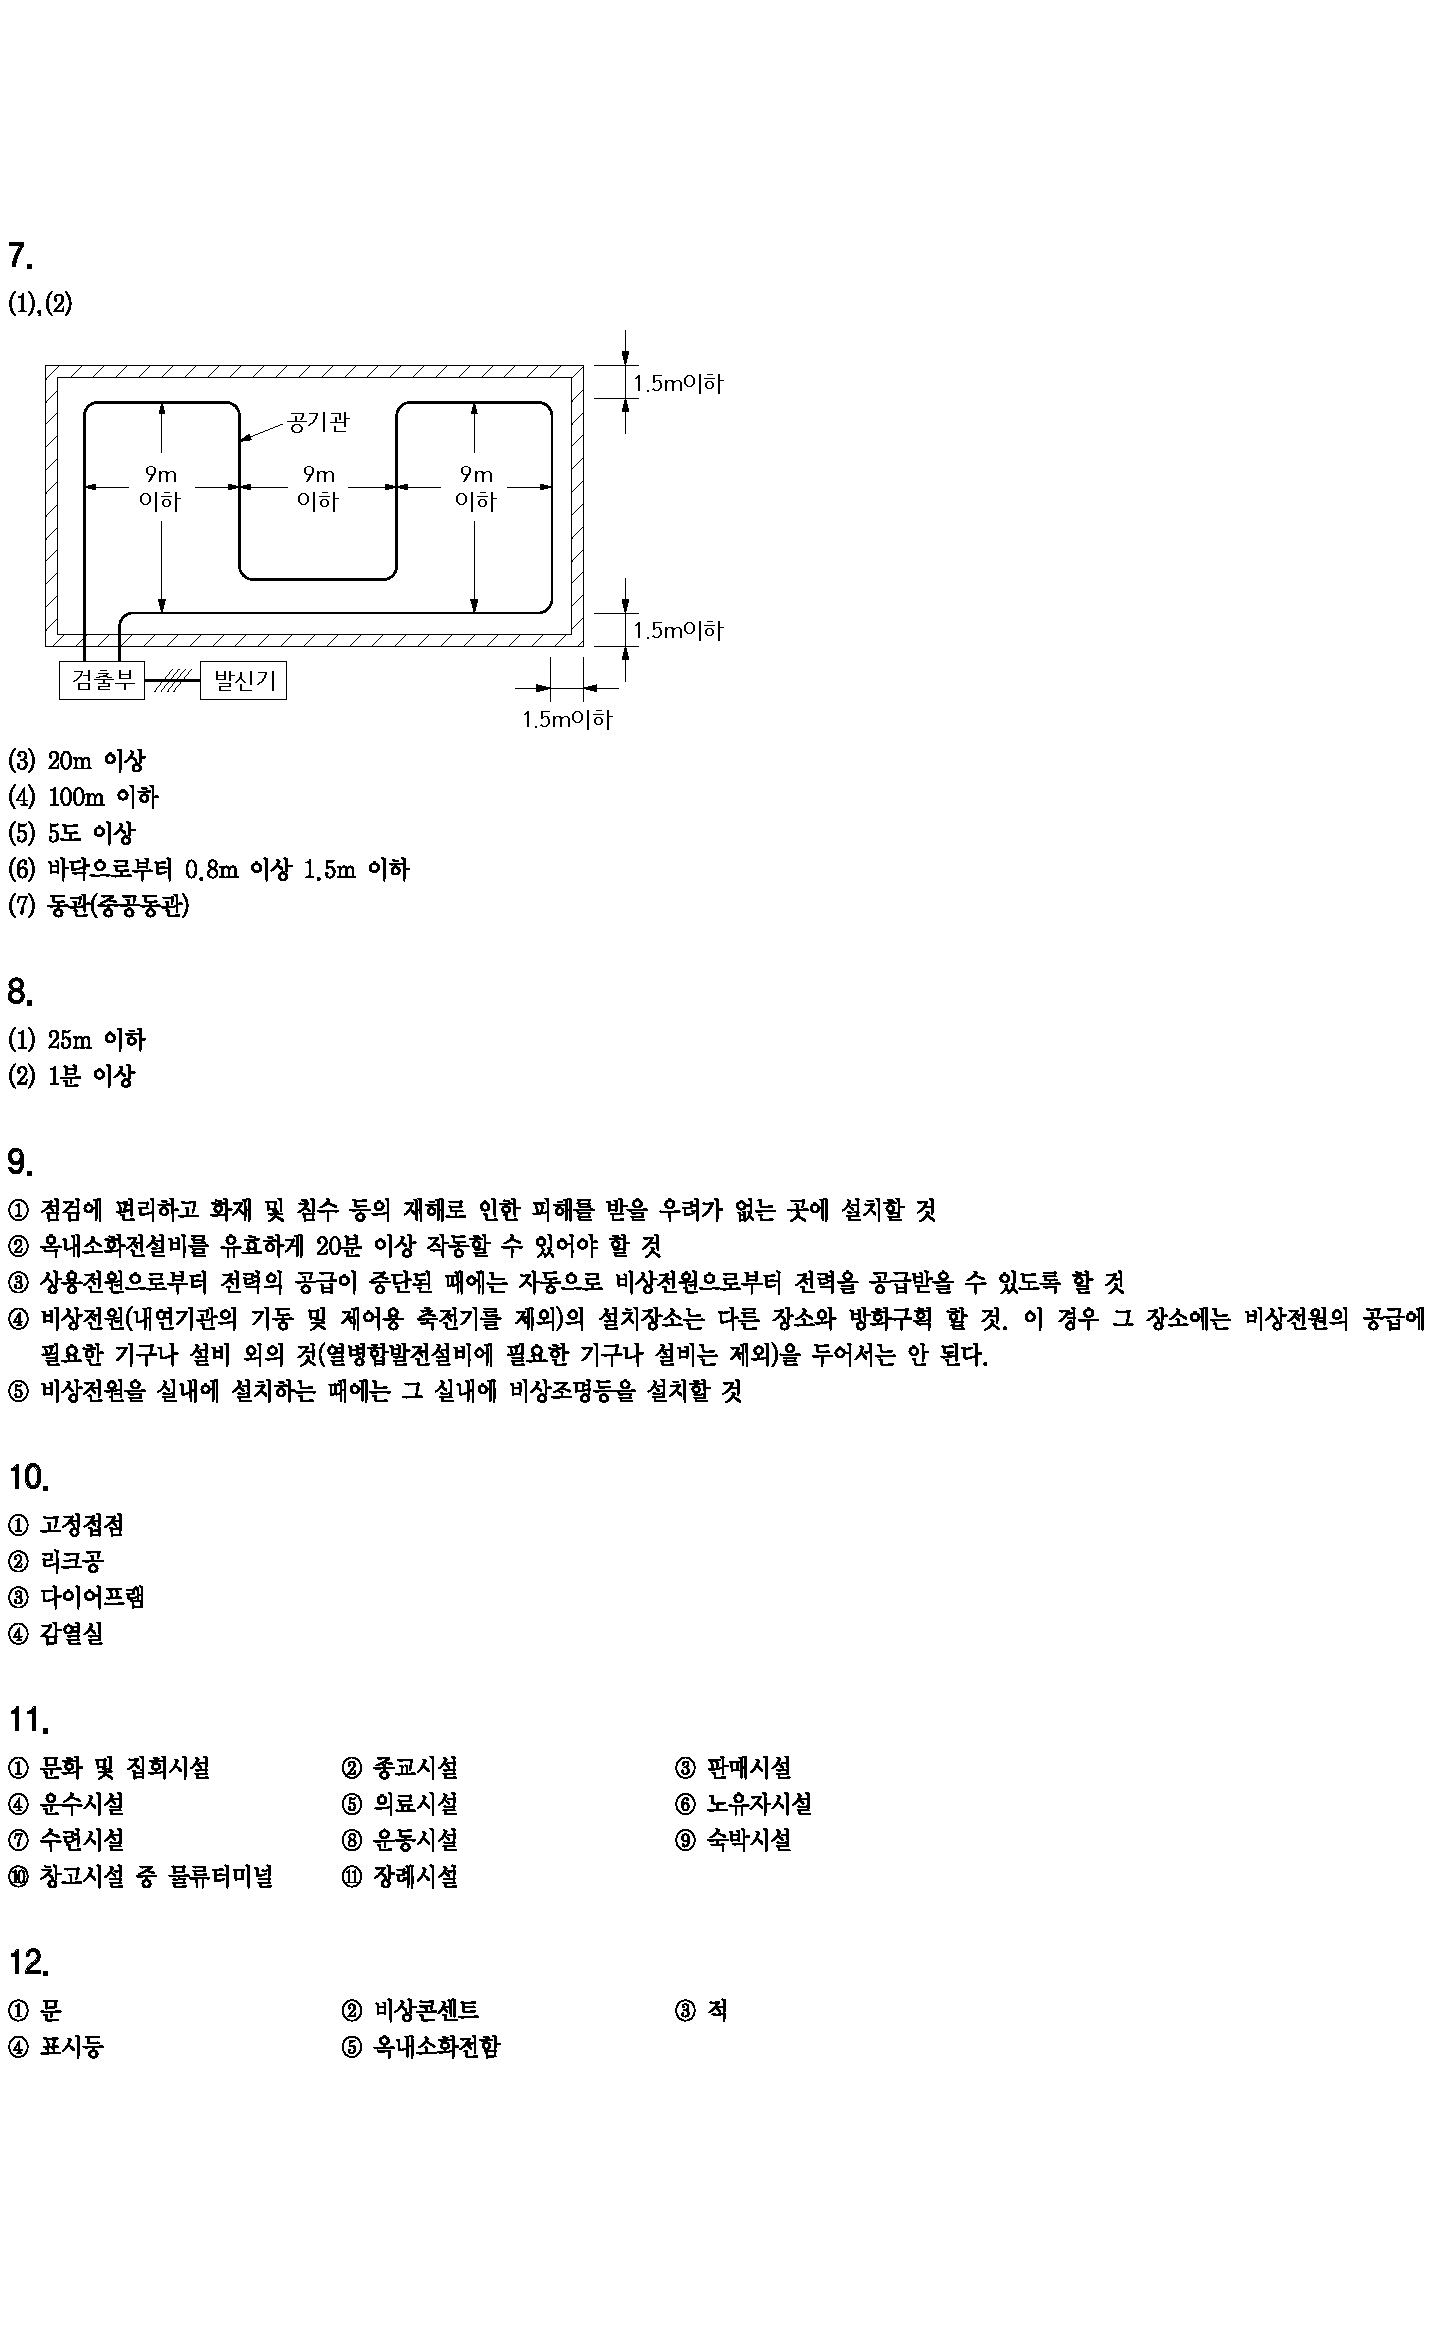 7.
(1),(2)
1.5m이하
공기관
9m
이하
9m
이하
9m
이하
1.5m이하
검출부
발신기
1.5m이하
(3) 20m 이상
(4) 100m 이하
(5) 5도 이상
(6) 바닥으로부터 0.8m 이상 1.5m 이하
(7) 동관(중공동관)
8.
(1) 25m 이하
(2) 1분 이상
9.
① 점검에 편리하고 화재 및 침수 등의 재해로 인한 피해를 받을 우려가 없는 곳에 설치할 것
② 옥내소화전설비를 유효하게 20분 이상 작동할 수 있어야 할 것
③ 상용전원으로부터 전력의 공급이 중단된 때에는 자동으로 비상전원으로부터 전력을 공급받을 수 있도록 할 것
④ 비상전원(내연기관의 기동 및 제어용 축전기를 제외)의 설치장소는 다른 장소와 방화구획 할 것. 이 경우 그 장소에는 비상전원의 공급에
필요한 기구나 설비 외의 것(열병합발전설비에 필요한 기구나 설비는 제외)을 두어서는 안 된다.
⑤ 비상전원을 실내에 설치하는 때에는 그 실내에 비상조명등을 설치할 것
10.
① 고정접점
② 리크공
③ 다이어프램
④ 감열실
11.
① 문화 및 집회시설 ② 종교시설 ③ 판매시설
④ 운수시설 ⑤ 의료시설 ⑥ 노유자시설
⑦ 수련시설 ⑧ 운동시설 ⑨ 숙박시설
⑩ 창고시설 중 물류터미널 ⑪ 장례시설
12.
① 문 ② 비상콘센트 ③ 적
④ 표시등 ⑤ 옥내소화전함